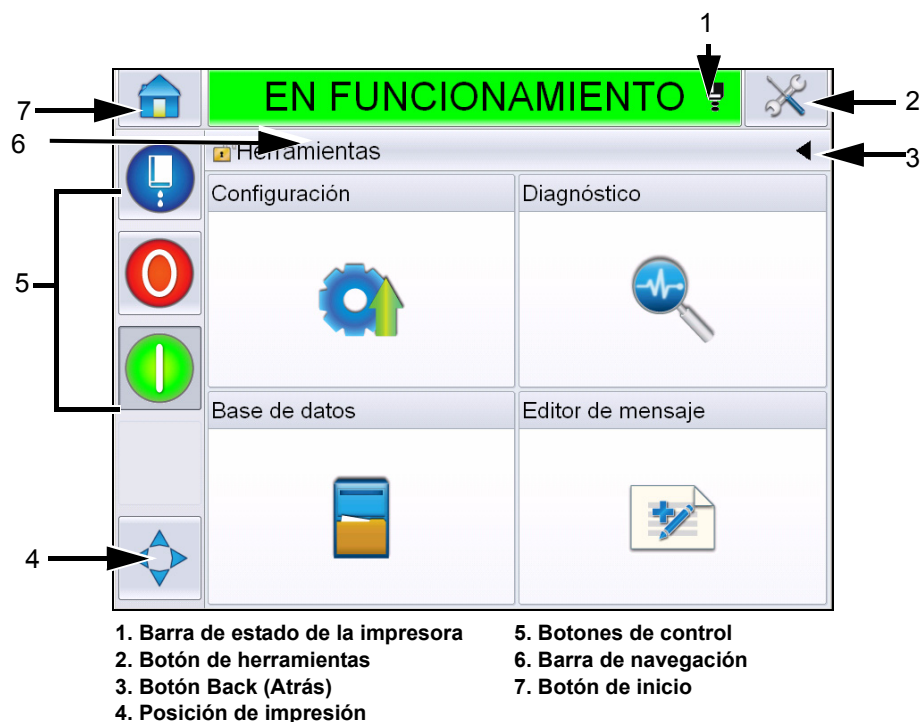 1
EN FUNCIONAMIENTO
2
7
6
Herramientas
3
Configuración
Diagnóstico
5
Base de datos
Editor de mensaje
4
1. Barra de estado de la impresora
2. Botón de herramientas
3. Botón Back (Atrás)
4. Posición de impresión
5. Botones de control
6. Barra de navegación
7. Botón de inicio